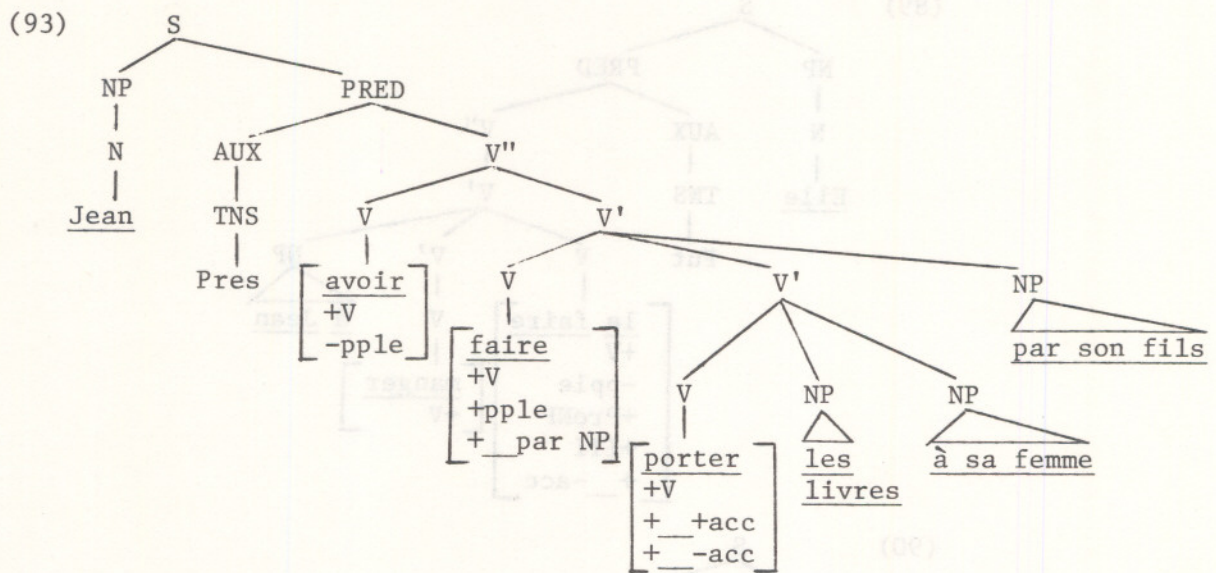 (93)
S
NP PRED
N AUX V"
Jean TNS V V'
Pres avoir V V' NP
+V
-pple faire par son fils
+V
+pple V NP NP
+__par NP porter les à sa femme
+V livres
+__+acc
+__-acc